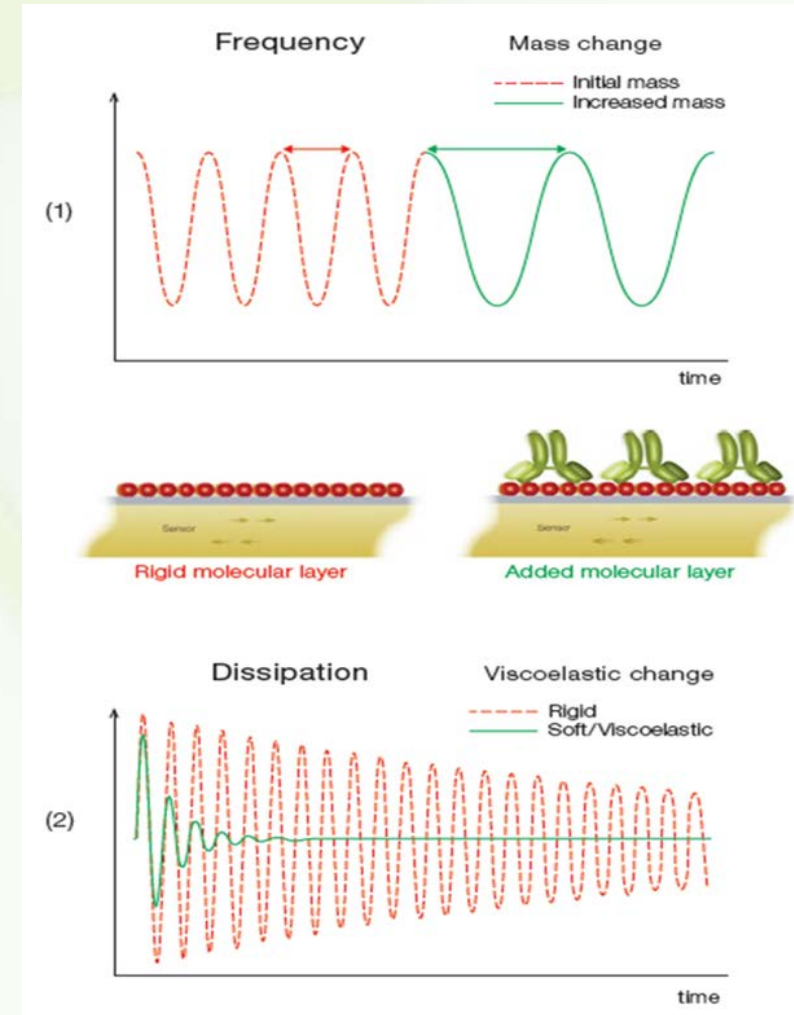 Frequency
Mass change
Initial mass
Increased mass
(1)
time
Sensor
Sensor
Rigid molecular layer
Added molecular layer
Dissipation
Viscoelastic change
Rigid
Soft/Viscoelastic
(2)
time